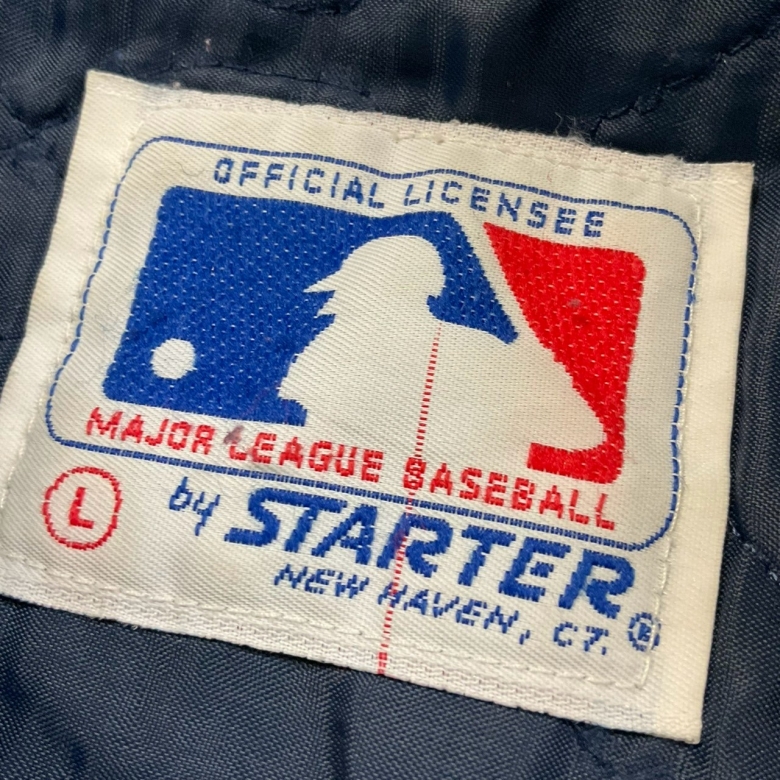 OFFICIAL LICENSEE
MAJOR LEAGUE BASEBALL
L
by STARTER®
NEW HAVEN, CT.